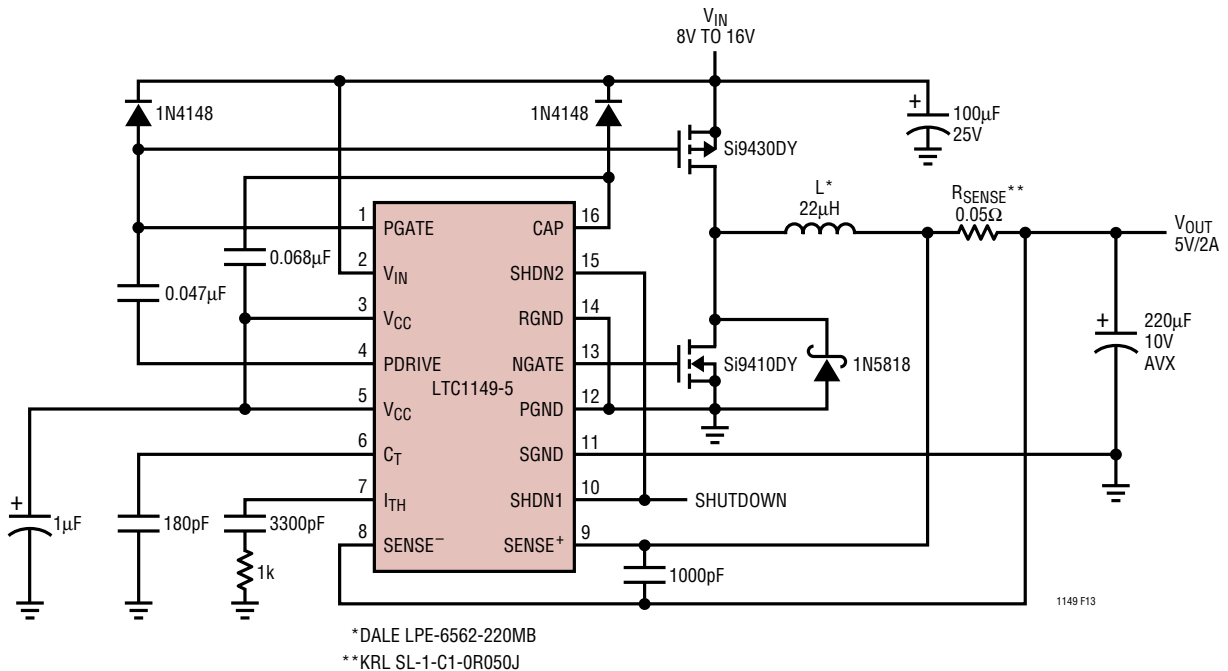 V_IN
8V TO 16V
1N4148
1N4148
+
100µF
25V
Si9430DY
L*
22µH
R_SENSE**
0.05Ω
V_OUT
5V/2A
1
PGATE
CAP
16
0.068µF
2
V_IN
SHDN2
15
0.047µF
3
V_CC
RGND
14
4
PDRIVE
NGATE
13
Si9410DY
1N5818
+
220µF
10V
AVX
LTC1149-5
5
V_CC
PGND
12
6
C_T
SGND
11
7
I_TH
SHDN1
10
SHUTDOWN
+
1µF
180pF
3300pF
8
SENSE⁻
SENSE⁺
9
1k
1000pF
1149 F13
*DALE LPE-6562-220MB
**KRL SL-1-C1-0R050J